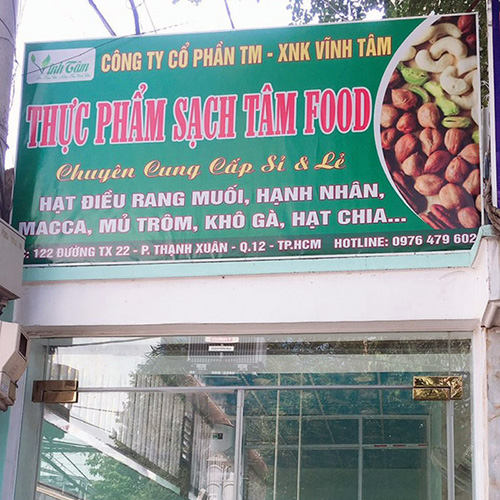 Vĩnh Tâm
CÔNG TY CỔ PHẦN TM - XNK VĨNH TÂM
THỰC PHẨM SẠCH TÂM FOOD
Chuyên Cung Cấp Sỉ & Lẻ
HẠT ĐIỀU RANG MUỐI, HẠNH NHÂN,
MACCA, MỦ TRÔM, KHÔ GÀ, HẠT CHIA...
: 122 ĐƯỜNG TX 22 - P. THẠNH XUÂN - Q.12 - TP.HCM HOTLINE: 0976 479 602